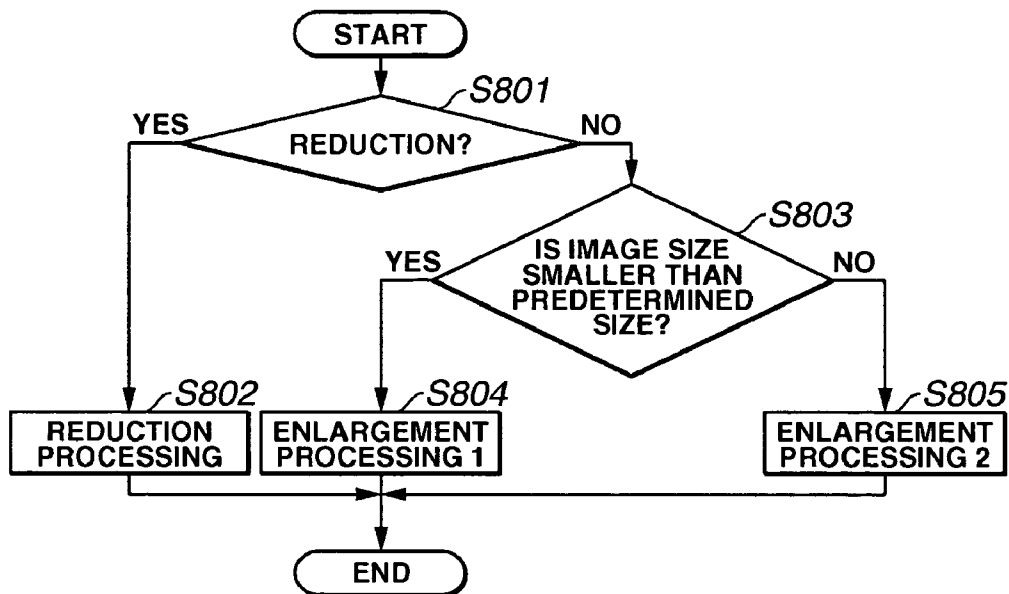 START
S801
YES
REDUCTION?
NO
S803
YES
IS IMAGE SIZE
SMALLER THAN
PREDETERMINED
SIZE?
NO
S802
REDUCTION
PROCESSING
S804
ENLARGEMENT
PROCESSING 1
S805
ENLARGEMENT
PROCESSING 2
END